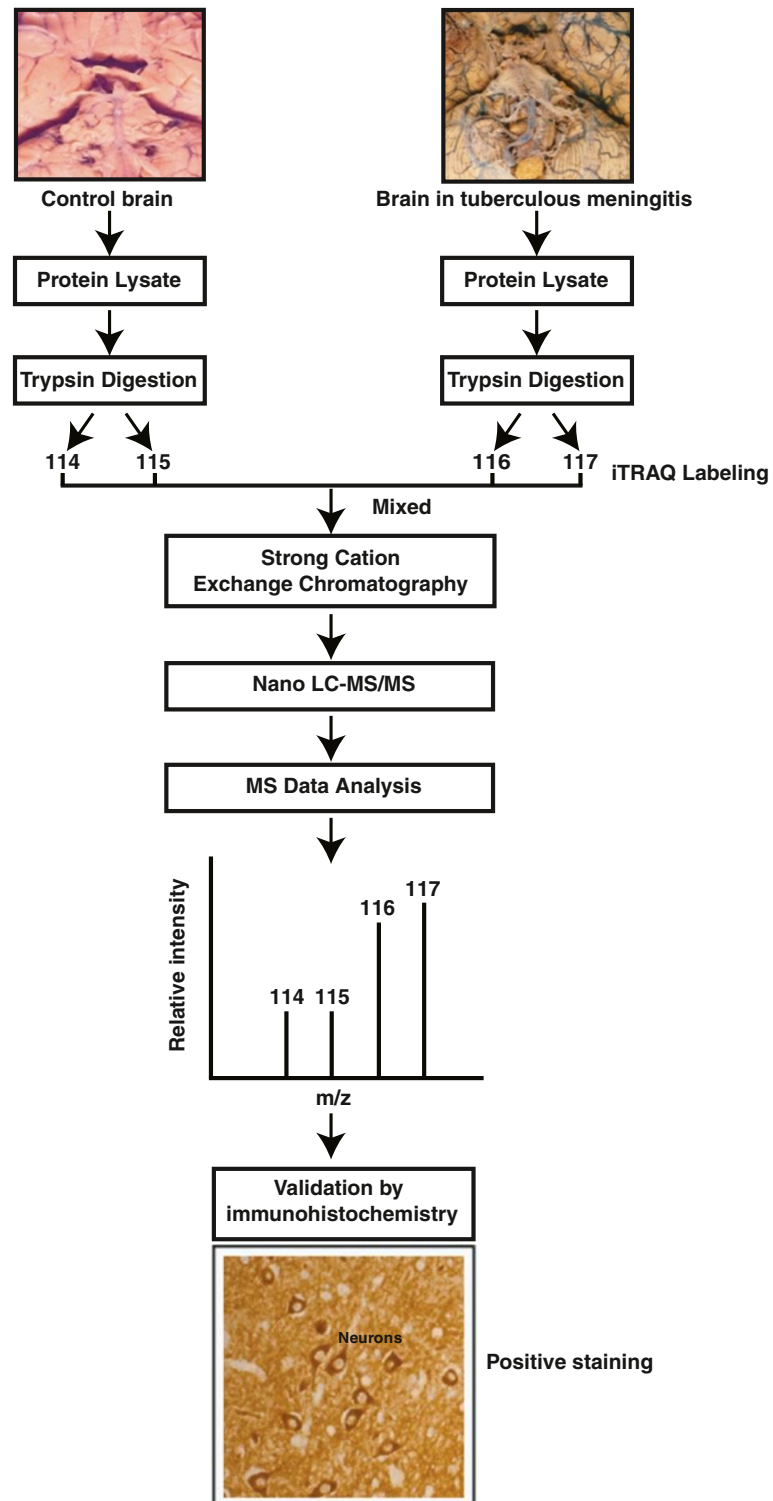 Control brain
Brain in tuberculous meningitis
Protein Lysate
Protein Lysate
Trypsin Digestion
Trypsin Digestion
114
115
116
117
iTRAQ Labeling
Mixed
Strong Cation
Exchange Chromatography
Nano LC-MS/MS
MS Data Analysis
Relative intensity
114
115
116
117
m/z
Validation by
immunohistochemistry
Neurons
Positive staining